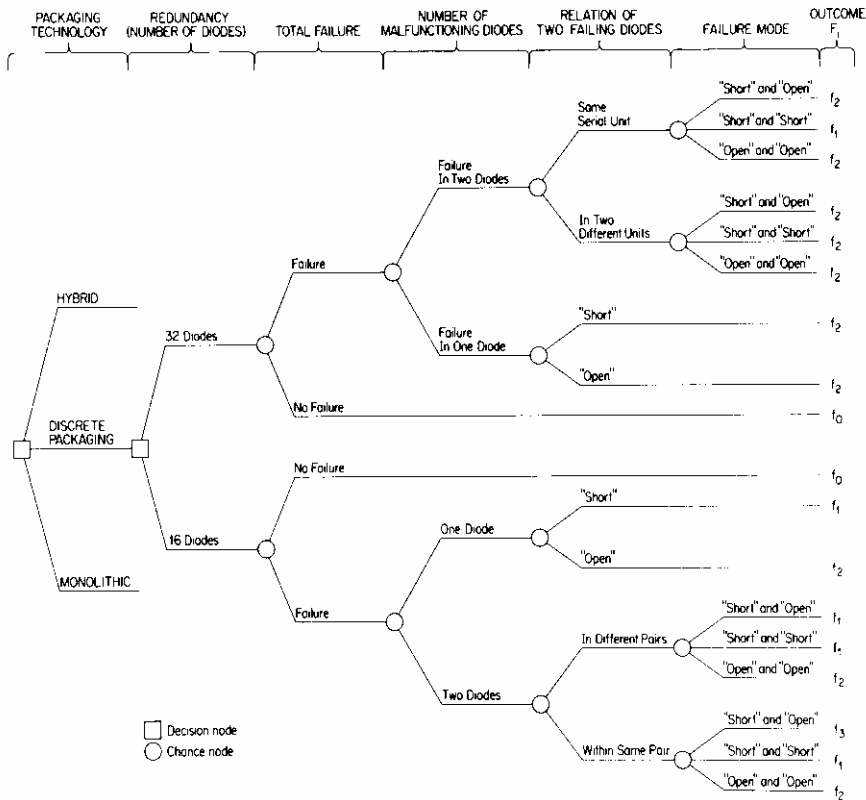 PACKAGING
TECHNOLOGY
REDUNDANCY
(NUMBER OF DIODES)
TOTAL FAILURE
NUMBER OF
MALFUNCTIONING DIODES
RELATION OF
TWO FAILING DIODES
FAILURE MODE
OUTCOME
F₁
Same
Serial Unit
"Short" and "Open"
f₂
"Short" and "Short"
f₁
"Open" and "Open"
f₂
Failure
In Two Diodes
In Two
Different Units
"Short" and "Open"
f₂
"Short" and "Short"
f₂
"Open" and "Open"
f₂
Failure
HYBRID
32 Diodes
Failure
In One Diode
"Short"
f₂
"Open"
f₂
No Failure
f₀
DISCRETE
PACKAGING
No Failure
f₀
"Short"
f₁
16 Diodes
One Diode
"Open"
f₂
MONOLITHIC
Failure
In Different Pairs
"Short" and "Open"
f₁
"Short" and "Short"
f₁
"Open" and "Open"
f₂
Two Diodes
Within Same Pair
"Short" and "Open"
f₃
"Short" and "Short"
f₁
"Open" and "Open"
f₂
Decision node
Chance node